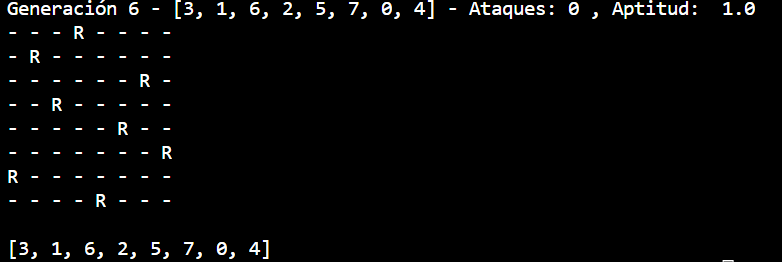 Generación 6 - [3, 1, 6, 2, 5, 7, 0, 4] - Ataques: 0 , Aptitud:  1.0
- - - R - - - -
- R - - - - - -
- - - - - - R -
- - R - - - - -
- - - - - R - -
- - - - - - - R
R - - - - - - -
- - - - R - - -
[3, 1, 6, 2, 5, 7, 0, 4]